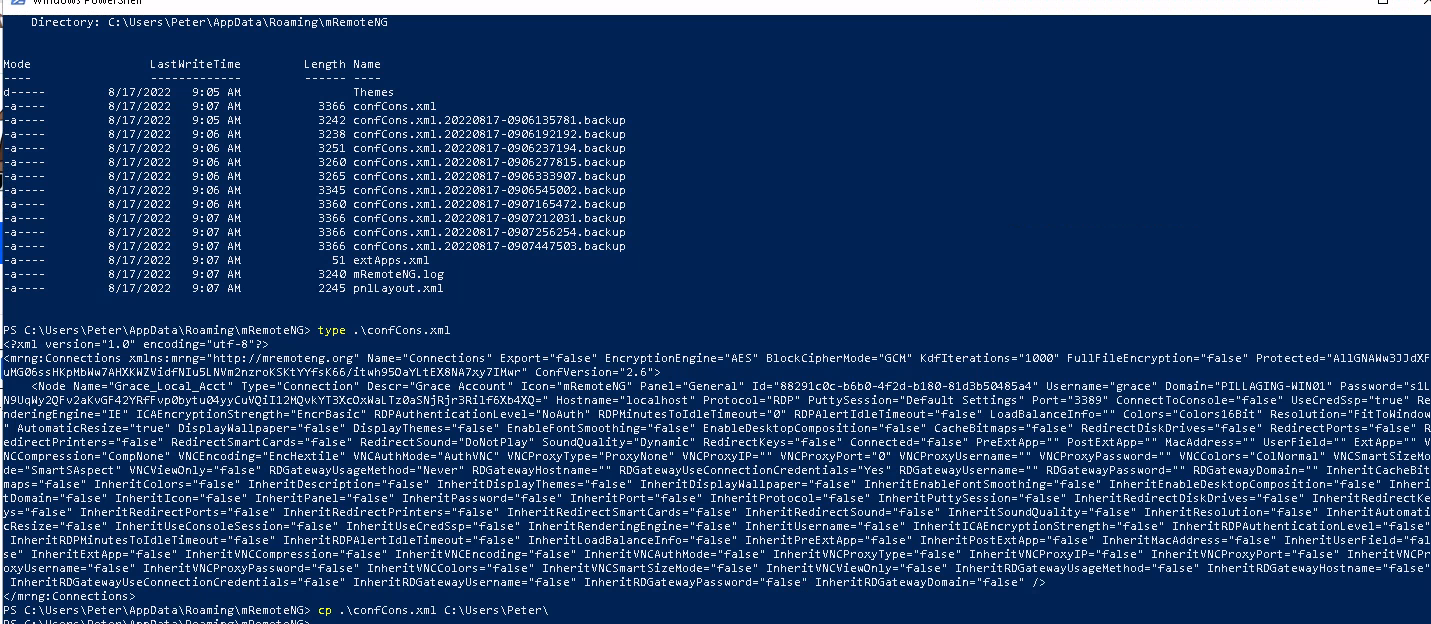 Windows PowerShell
Directory: C:\Users\Peter\AppData\Roaming\mRemoteNG
Mode LastWriteTime Length Name
---- ------------- ------ ----
d----- 8/17/2022 9:05 AM Themes
-a---- 8/17/2022 9:07 AM 3366 confCons.xml
-a---- 8/17/2022 9:05 AM 3242 confCons.xml.20220817-0906135781.backup
-a---- 8/17/2022 9:06 AM 3238 confCons.xml.20220817-0906192192.backup
-a---- 8/17/2022 9:06 AM 3251 confCons.xml.20220817-0906237194.backup
-a---- 8/17/2022 9:06 AM 3260 confCons.xml.20220817-0906277815.backup
-a---- 8/17/2022 9:06 AM 3265 confCons.xml.20220817-0906333907.backup
-a---- 8/17/2022 9:06 AM 3345 confCons.xml.20220817-0906545002.backup
-a---- 8/17/2022 9:06 AM 3360 confCons.xml.20220817-0907165472.backup
-a---- 8/17/2022 9:07 AM 3366 confCons.xml.20220817-0907212031.backup
-a---- 8/17/2022 9:07 AM 3366 confCons.xml.20220817-0907256254.backup
-a---- 8/17/2022 9:07 AM 3366 confCons.xml.20220817-0907447503.backup
-a---- 8/17/2022 9:07 AM 51 extApps.xml
-a---- 8/17/2022 9:07 AM 3240 mRemoteNG.log
-a---- 8/17/2022 9:07 AM 2245 pnlLayout.xml
PS C:\Users\Peter\AppData\Roaming\mRemoteNG> type .\confCons.xml
<?xml version="1.0" encoding="utf-8"?>
<mrng:Connections xmlns:mrng="http://mremoteng.org" Name="Connections" Export="false" EncryptionEngine="AES" BlockCipherMode="GCM" KdfIterations="1000" FullFileEncryption="false" Protected="AllGNAWw3JJdXF
uMG06ssHKpMbWw7AHXKWZVidfNIu5LNVm2nzroKSKtYYfsK66/itwh95OaYLtEX8NA7xy7IMwr" ConfVersion="2.6">
<Node Name="Grace_Local_Acct" Type="Connection" Descr="Grace Account" Icon="mRemoteNG" Panel="General" Id="88291c0c-b6b0-4f2d-b180-81d3b50485a4" Username="grace" Domain="PILLAGING-WIN01" Password="s1L
N9UqWy2QFv2aKvGF42YRfFvp0bytu04yyCuVQiI12MQvkYT3XcOxWaLTz0aSNjRjr3Rilf6Xb4XQ=" Hostname="localhost" Protocol="RDP" PuttySession="Default Settings" Port="3389" ConnectToConsole="false" UseCredSsp="true" Re
nderingEngine="IE" ICAEncryptionStrength="EncrBasic" RDPAuthenticationLevel="NoAuth" RDPMinutesToIdleTimeout="0" RDPAlertIdleTimeout="false" LoadBalanceInfo="" Colors="Colors16Bit" Resolution="FitToWindow
" AutomaticResize="true" DisplayWallpaper="false" DisplayThemes="false" EnableFontSmoothing="false" EnableDesktopComposition="false" CacheBitmaps="false" RedirectDiskDrives="false" RedirectPorts="false" R
edirectPrinters="false" RedirectSmartCards="false" RedirectSound="DoNotPlay" SoundQuality="Dynamic" RedirectKeys="false" Connected="false" PreExtApp="" PostExtApp="" MacAddress="" UserField="" ExtApp="" V
NCCompression="CompNone" VNCEncoding="EncHextile" VNCAuthMode="AuthVNC" VNCProxyType="ProxyNone" VNCProxyIP="" VNCProxyPort="0" VNCProxyUsername="" VNCProxyPassword="" VNCColors="ColNormal" VNCSmartSizeMo
de="SmartSAspect" VNCViewOnly="false" RDGatewayUsageMethod="Never" RDGatewayHostname="" RDGatewayUseConnectionCredentials="Yes" RDGatewayUsername="" RDGatewayPassword="" RDGatewayDomain="" InheritCacheBit
maps="false" InheritColors="false" InheritDescription="false" InheritDisplayThemes="false" InheritDisplayWallpaper="false" InheritEnableFontSmoothing="false" InheritEnableDesktopComposition="false" Inheri
tDomain="false" InheritIcon="false" InheritPanel="false" InheritPassword="false" InheritPort="false" InheritProtocol="false" InheritPuttySession="false" InheritRedirectDiskDrives="false" InheritRedirectKe
ys="false" InheritRedirectPorts="false" InheritRedirectPrinters="false" InheritRedirectSmartCards="false" InheritRedirectSound="false" InheritSoundQuality="false" InheritResolution="false" InheritAutomati
cResize="false" InheritUseConsoleSession="false" InheritUseCredSsp="false" InheritRenderingEngine="false" InheritUsername="false" InheritICAEncryptionStrength="false" InheritRDPAuthenticationLevel="false"
InheritRDPMinutesToIdleTimeout="false" InheritRDPAlertIdleTimeout="false" InheritLoadBalanceInfo="false" InheritPreExtApp="false" InheritPostExtApp="false" InheritMacAddress="false" InheritUserField="fal
se" InheritExtApp="false" InheritVNCCompression="false" InheritVNCEncoding="false" InheritVNCAuthMode="false" InheritVNCProxyType="false" InheritVNCProxyIP="false" InheritVNCProxyPort="false" InheritVNCPr
oxyUsername="false" InheritVNCProxyPassword="false" InheritVNCColors="false" InheritVNCSmartSizeMode="false" InheritVNCViewOnly="false" InheritRDGatewayUsageMethod="false" InheritRDGatewayHostname="false"
InheritRDGatewayUseConnectionCredentials="false" InheritRDGatewayUsername="false" InheritRDGatewayPassword="false" InheritRDGatewayDomain="false" />
</mrng:Connections>
PS C:\Users\Peter\AppData\Roaming\mRemoteNG> cp .\confCons.xml C:\Users\Peter\
PS C:\Users\Peter\AppData\Roaming\mRemoteNG>